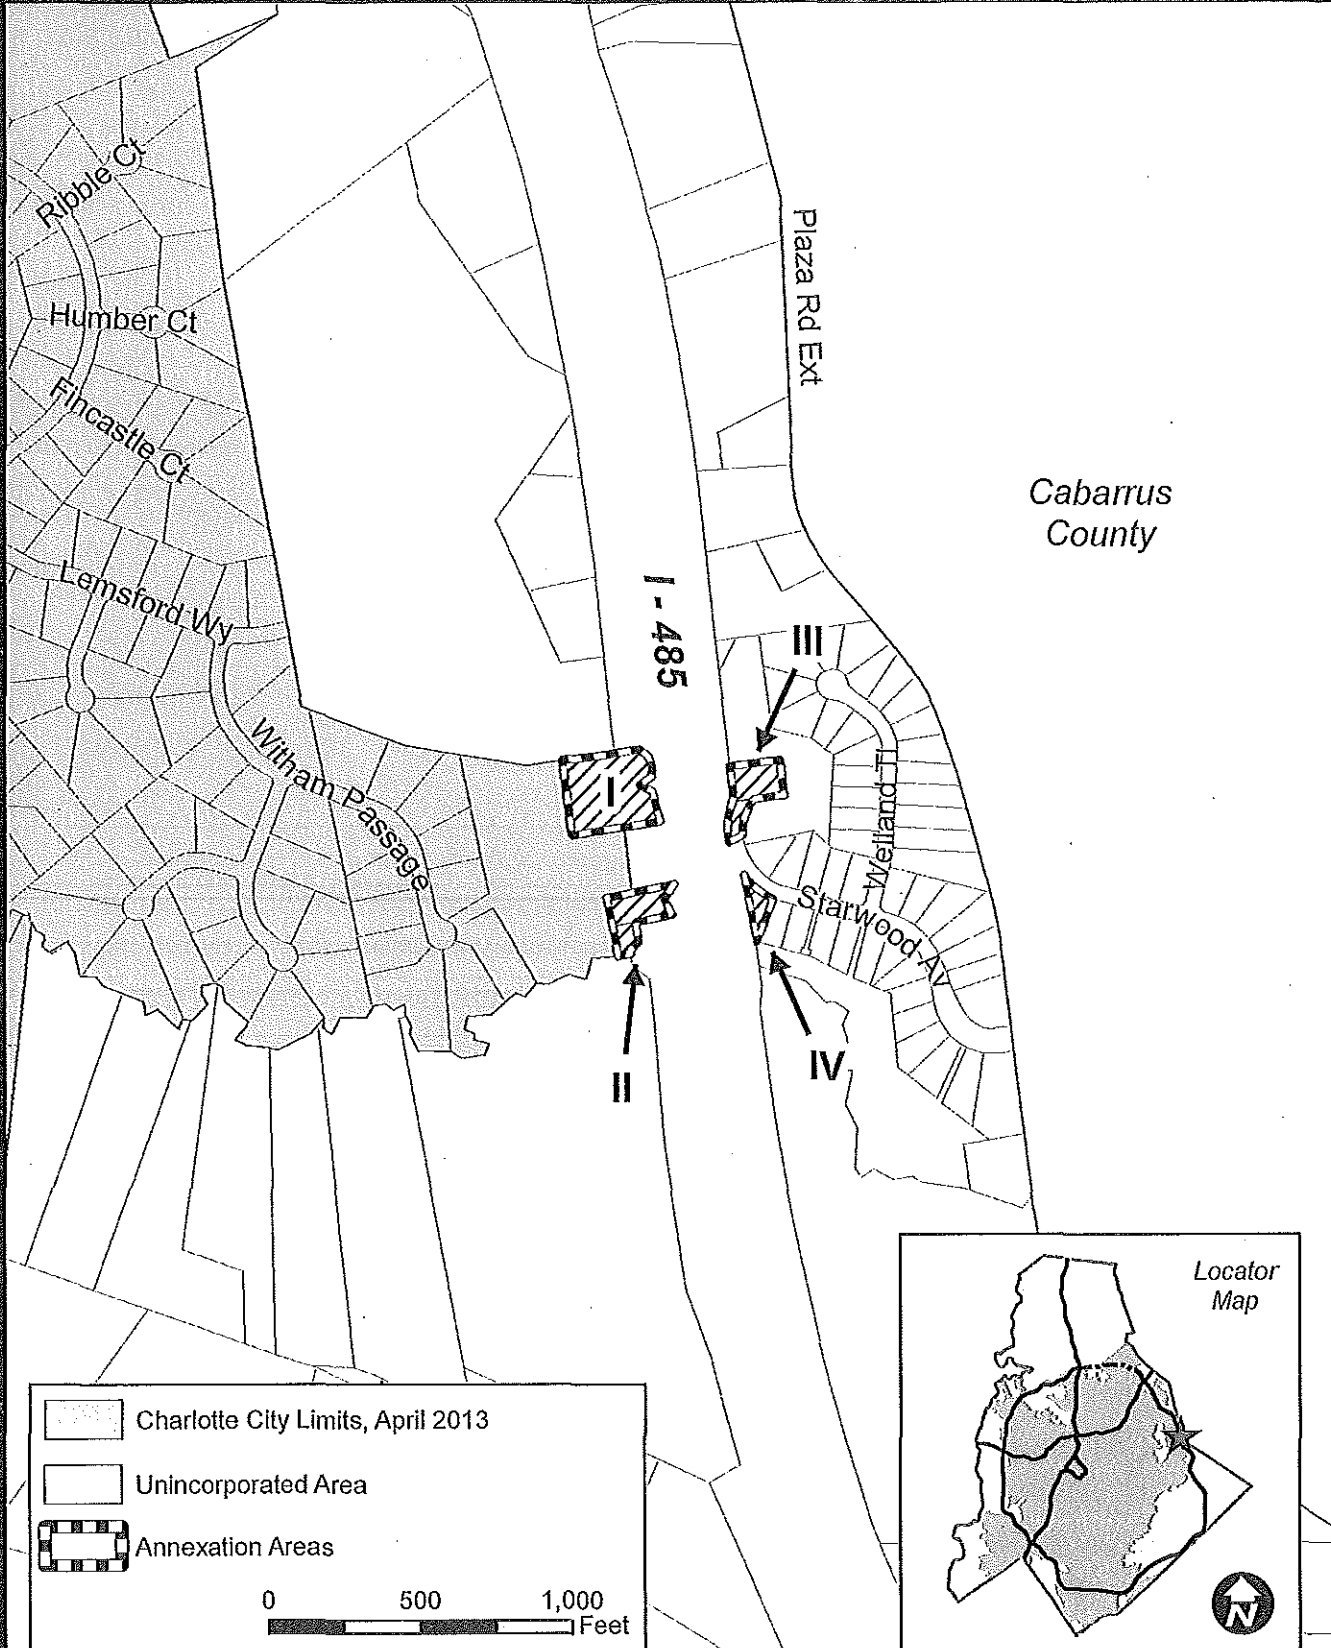 Ribble Ct
Plaza Rd Ext
Humber Ct
Fincastle Ct
Cabarrus
County
Lemsford Wy
I - 485
III
Witham Passage
I
Welland Tl
Starwood Av
II
IV
Locator
Map
Charlotte City Limits, April 2013
Unincorporated Area
Annexation Areas
0 500 1,000
Feet
N